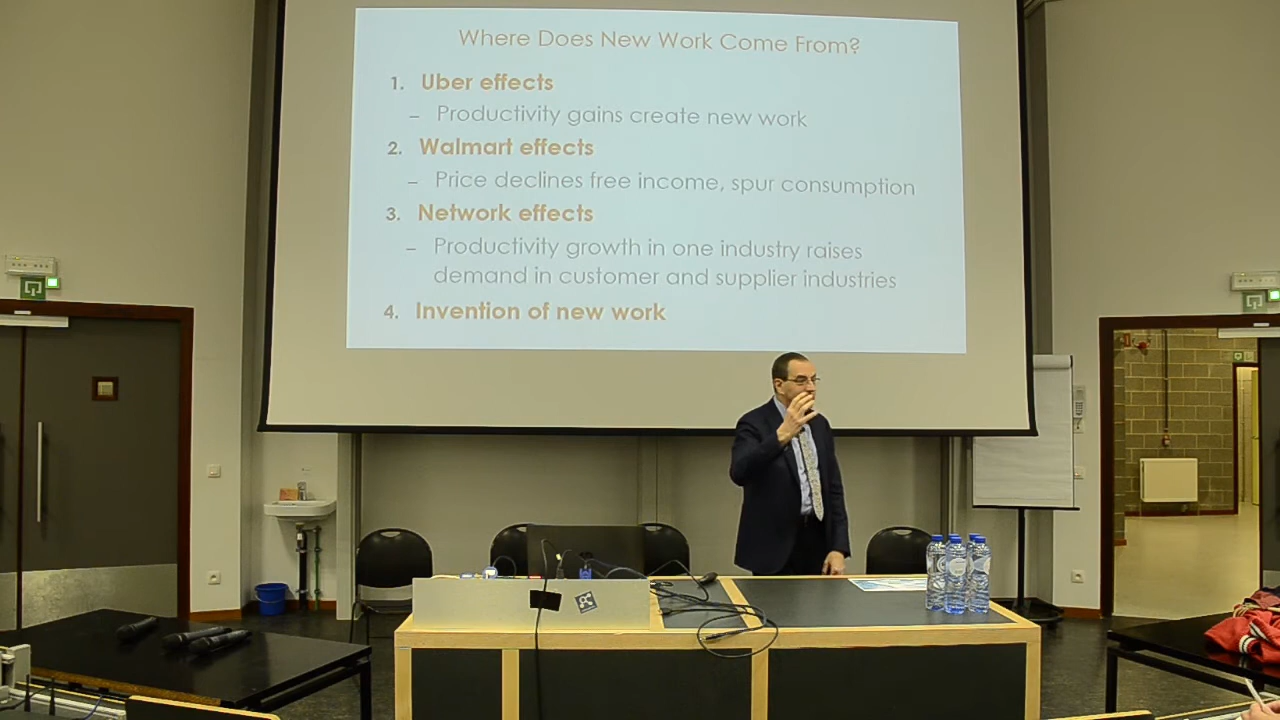 Where Does New Work Come From?
1. Uber effects
– Productivity gains create new work
2. Walmart effects
– Price declines free income, spur consumption
3. Network effects
– Productivity growth in one industry raises
demand in customer and supplier industries
4. Invention of new work